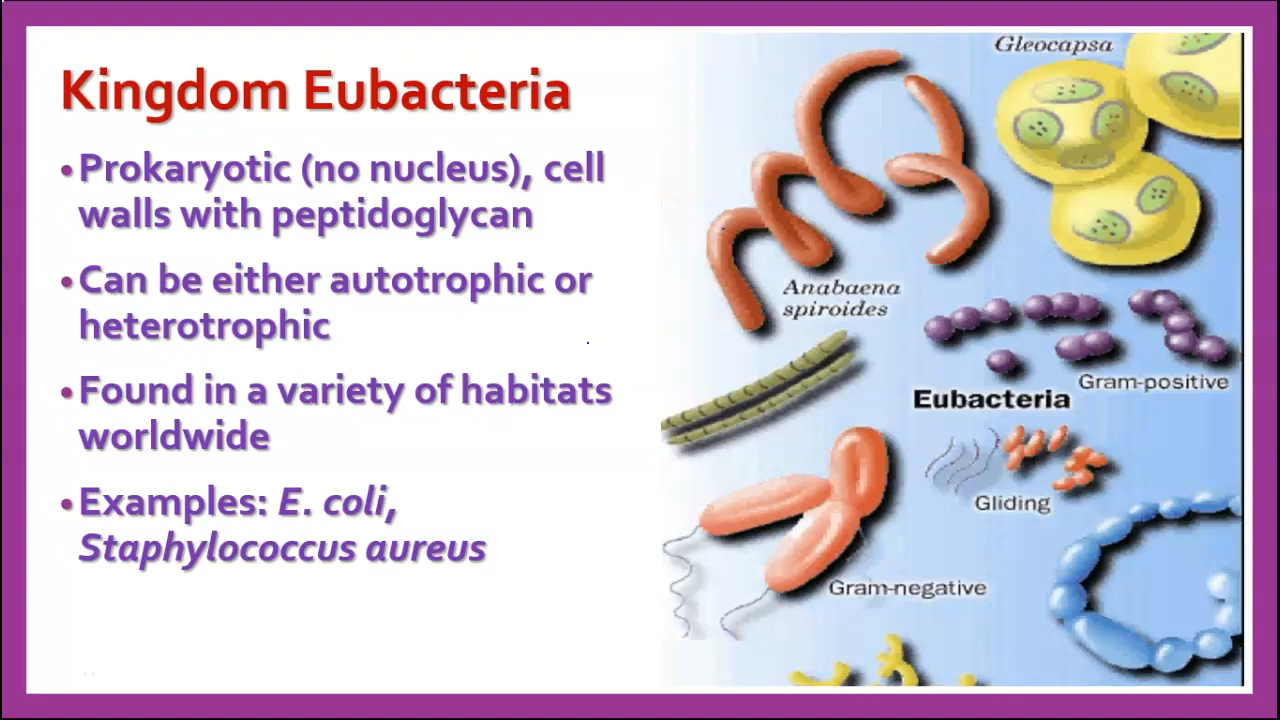 Kingdom Eubacteria
•Prokaryotic (no nucleus), cell
walls with peptidoglycan
•Can be either autotrophic or
heterotrophic
•Found in a variety of habitats
worldwide
•Examples: E. coli,
Staphylococcus aureus
Gleocapsa
Anabaena
spiroides
Gram-positive
Eubacteria
Gliding
Gram-negative